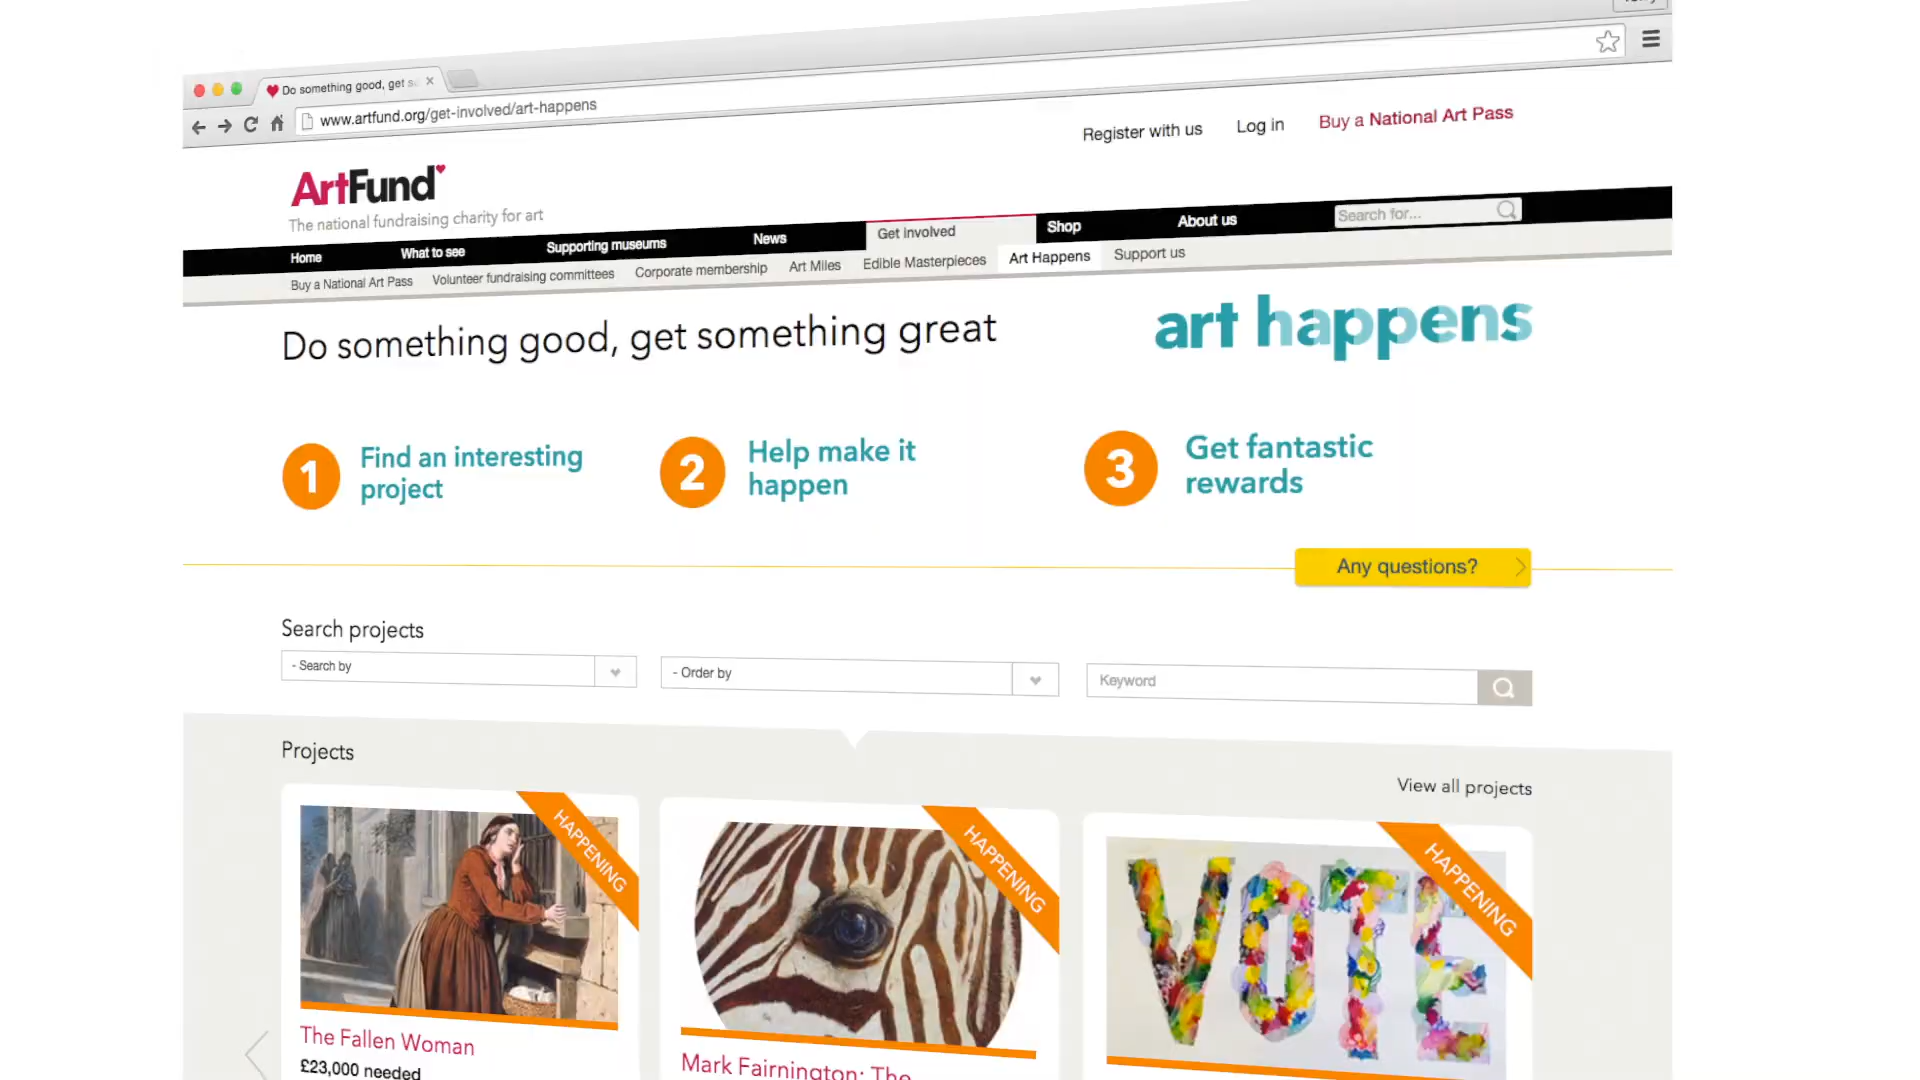 Do something good, get s
www.artfund.org/get-involved/art-happens
Register with us
Log in
Buy a National Art Pass
ArtFund
The national fundraising charity for art
Home
What to see
Supporting museums
News
Get involved
Shop
About us
Search for...
Buy a National Art Pass
Volunteer fundraising committees
Corporate membership
Art Miles
Edible Masterpieces
Art Happens
Support us
Do something good, get something great
art happens
1
Find an interesting
project
2
Help make it
happen
3
Get fantastic
rewards
Any questions?
Search projects
- Search by
- Order by
Keyword
Projects
View all projects
HAPPENING
HAPPENING
HAPPENING
VOTE
The Fallen Woman
£23,000 needed
Mark Fairnington: The